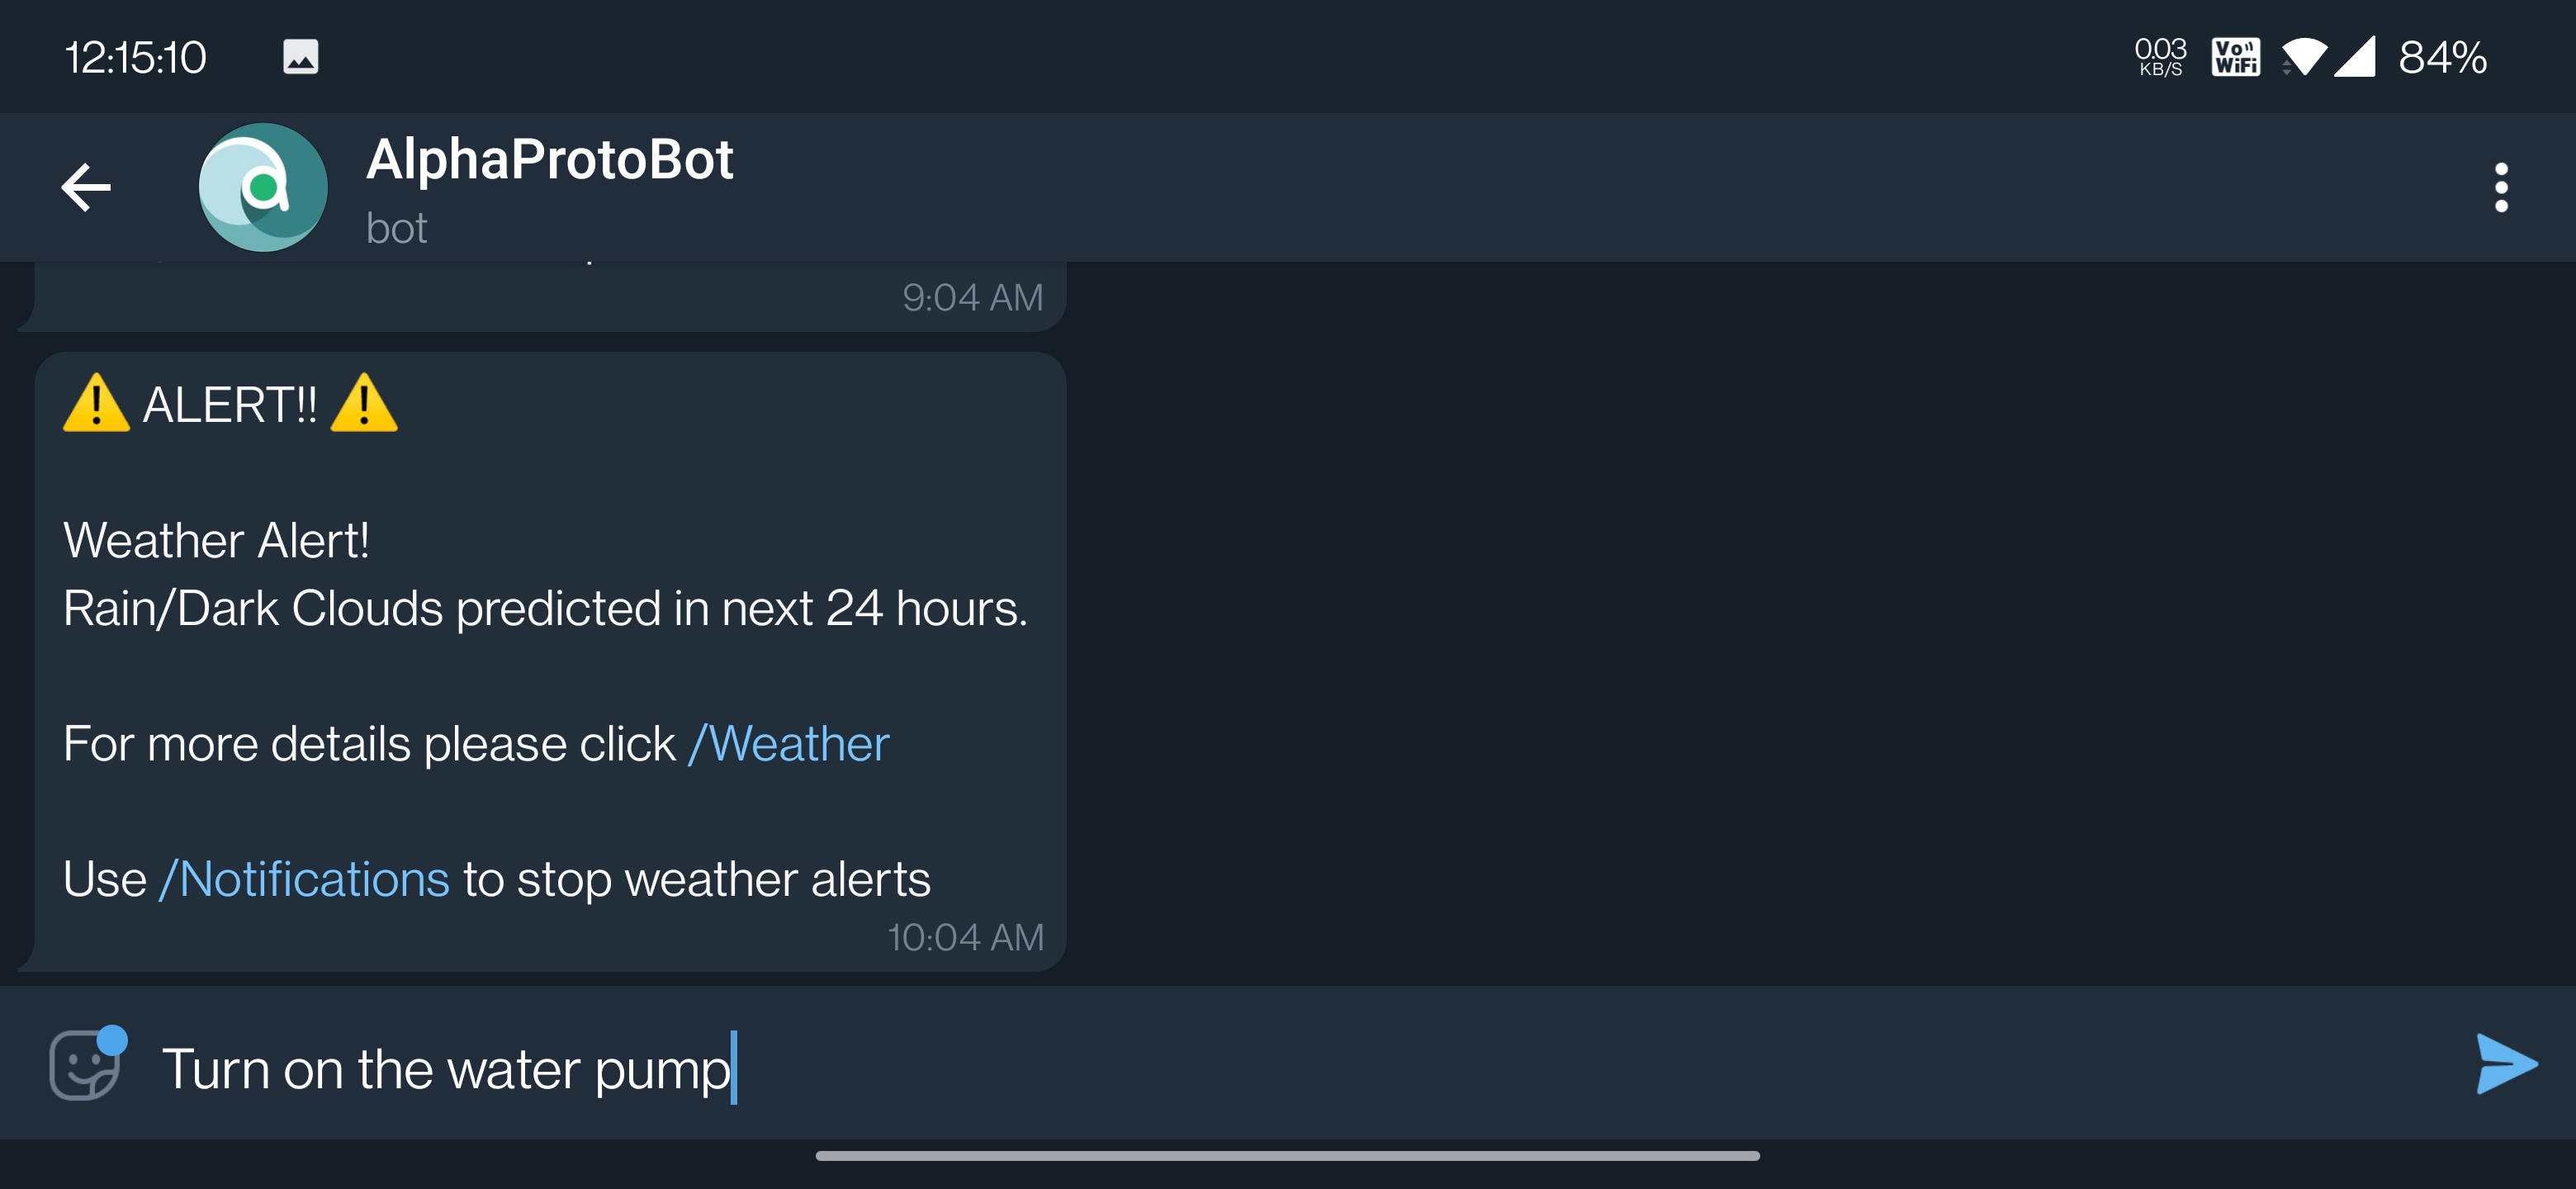 12:15:10
0.03
KB/S
Vo
WiFi
84%
AlphaProtoBot
bot
9:04 AM
⚠️ ALERT!! ⚠️
Weather Alert!
Rain/Dark Clouds predicted in next 24 hours.
For more details please click /Weather
Use /Notifications to stop weather alerts
10:04 AM
Turn on the water pump